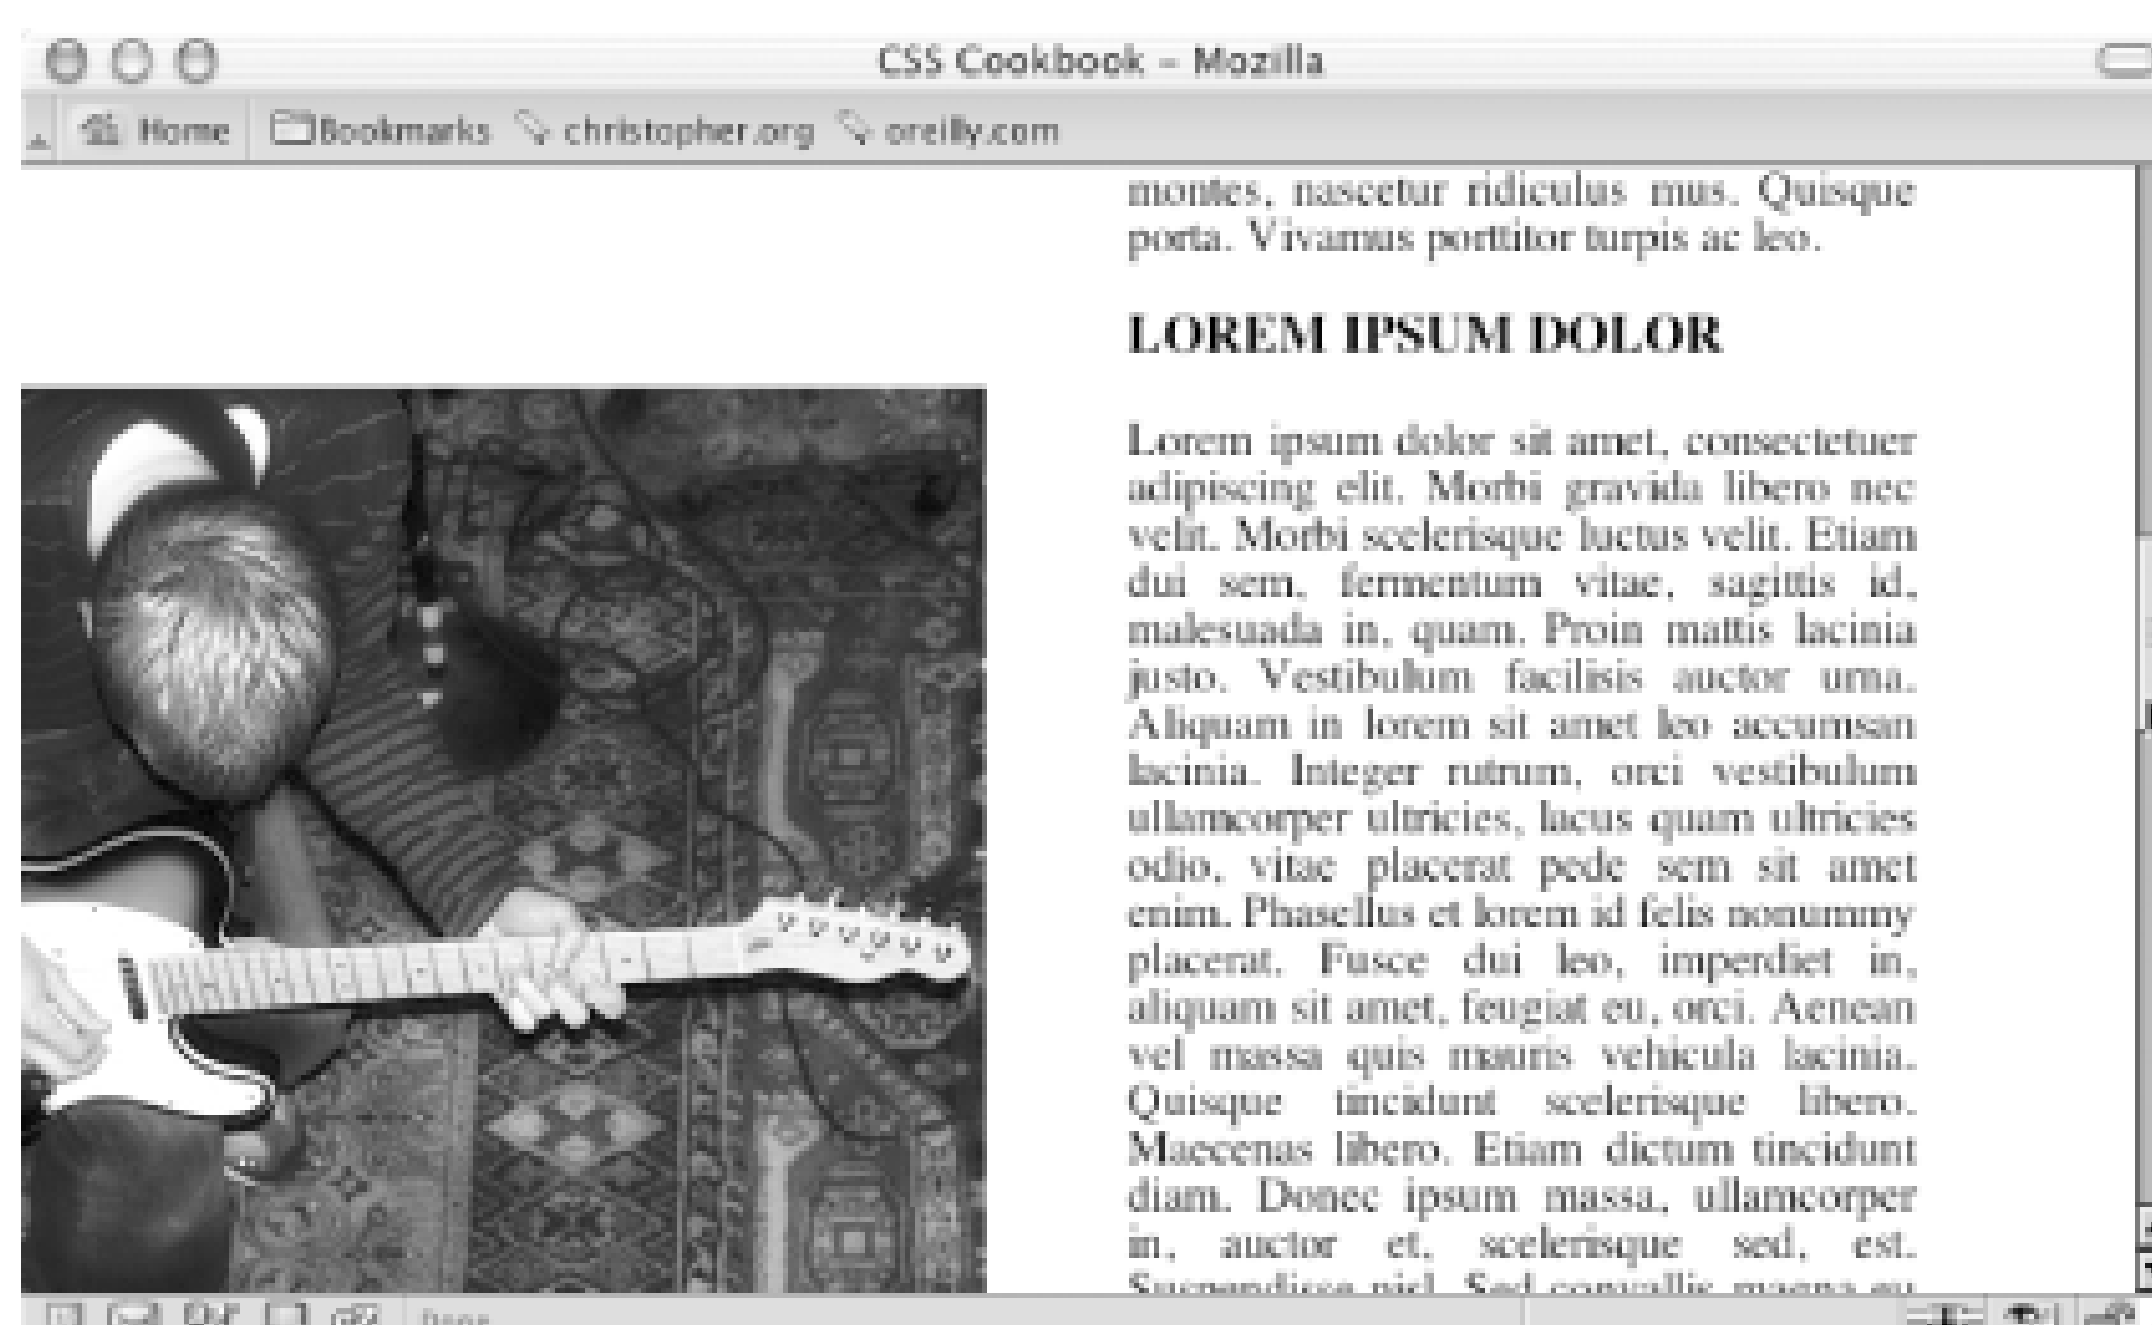 CSS Cookbook – Mozilla
Home Bookmarks christopher.org oreilly.com
montes, nascetur ridiculus mus. Quisque
porta. Vivamus porttitor turpis ac leo.
LOREM IPSUM DOLOR
Lorem ipsum dolor sit amet, consectetuer
adipiscing elit. Morbi gravida libero nec
velit. Morbi scelerisque luctus velit. Etiam
dui sem, fermentum vitae, sagittis id,
malesuada in, quam. Proin mattis lacinia
justo. Vestibulum facilisis auctor urna.
Aliquam in lorem sit amet leo accumsan
lacinia. Integer rutrum, orci vestibulum
ullamcorper ultricies, lacus quam ultricies
odio, vitae placerat pede sem sit amet
enim. Phasellus et lorem id felis nonummy
placerat. Fusce dui leo, imperdiet in,
aliquam sit amet, feugiat eu, orci. Aenean
vel massa quis mauris vehicula lacinia.
Quisque tincidunt scelerisque libero.
Maecenas libero. Etiam dictum tincidunt
diam. Donec ipsum massa, ullamcorper
in, auctor et, scelerisque sed, est.
Suspendisse nisl. Sed convallis magna eu